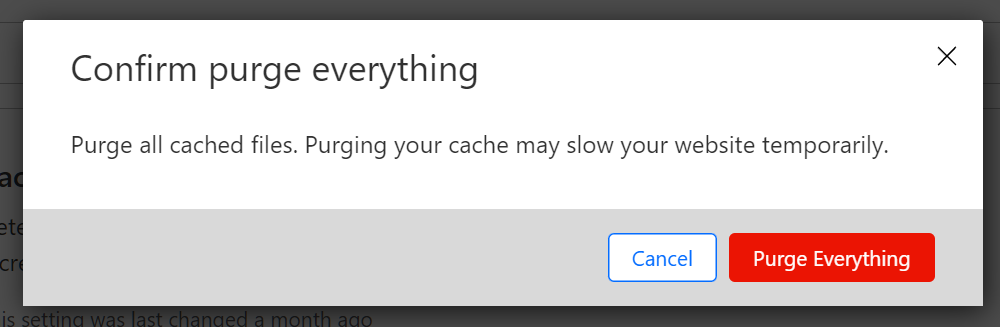 Confirm purge everything
Purge all cached files. Purging your cache may slow your website temporarily.
Cancel
Purge Everything
is setting was last changed a month ago